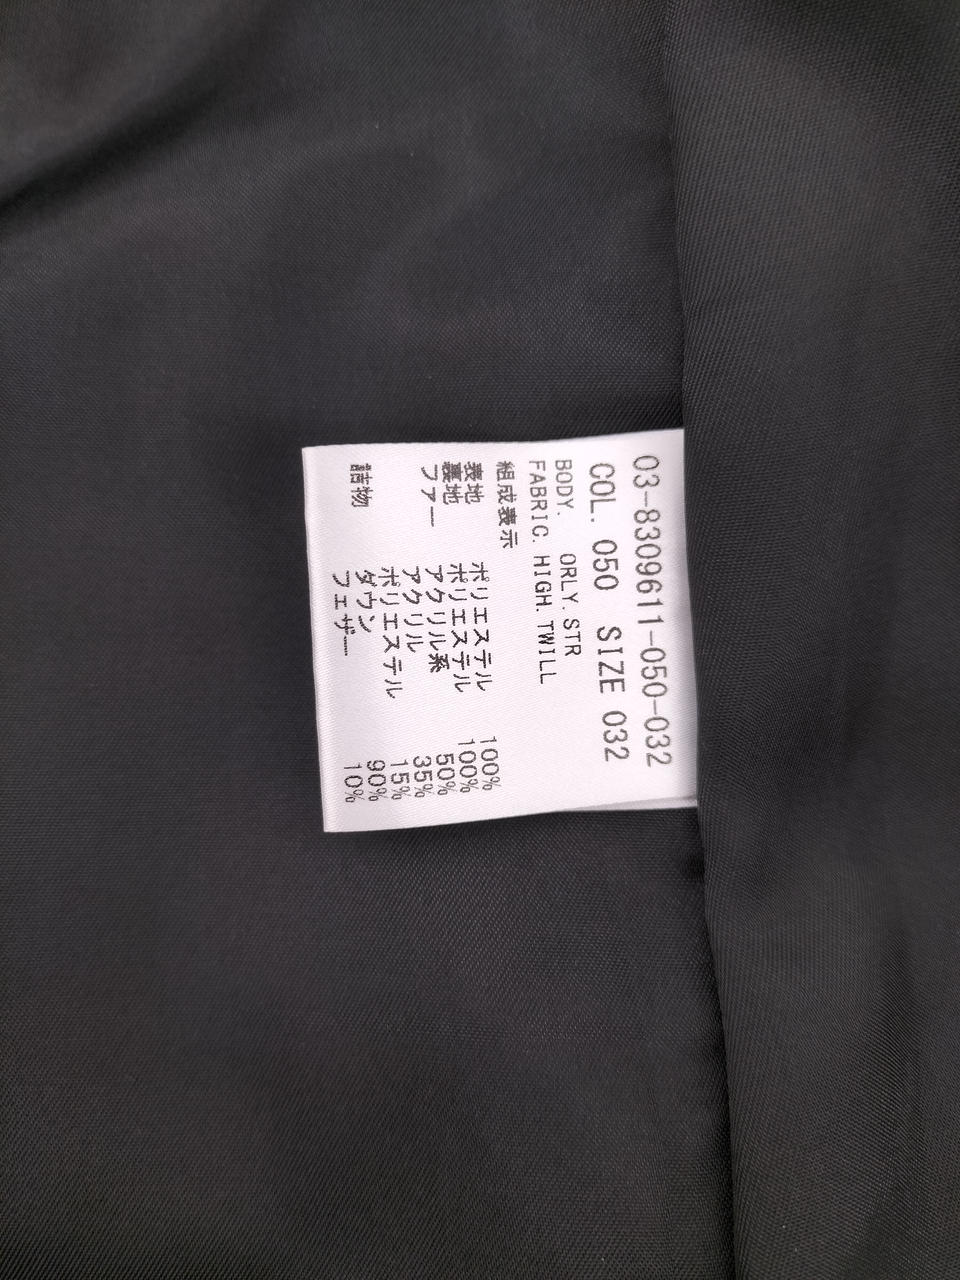 03-8309611-050-032
COL. 050 SIZE 032
BODY. ORLY. STR
FABRIC. HIGH. TWILL
組成表示
表地 ポリエステル 100%
裏地 ポリエステル 100%
ファー アクリル系 50%
アクリル 35%
ポリエステル 15%
詰物 ダウン 90%
フェザー 10%